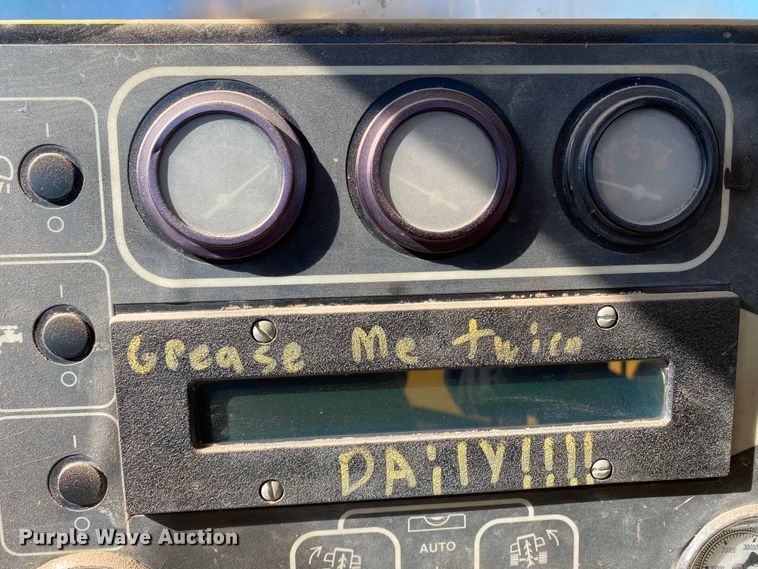 Grease Me twice
DAilY!!!!
AUTO
Purple Wave Auction®